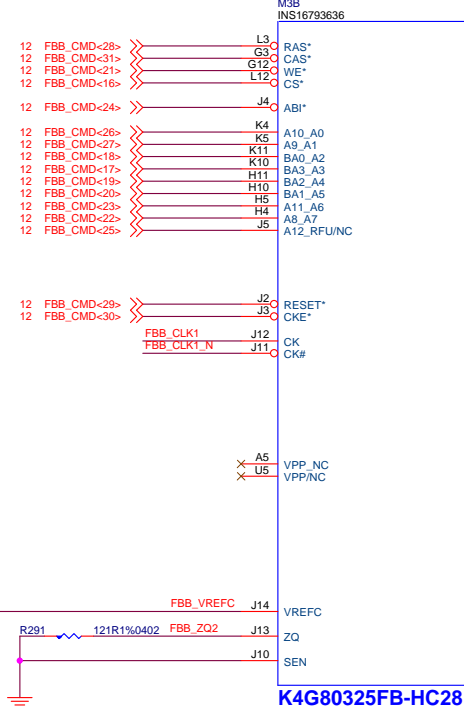 M3B
INS16793636
12 FBB_CMD<28> L3 RAS*
12 FBB_CMD<31> G3 CAS*
12 FBB_CMD<21> G12 WE*
12 FBB_CMD<16> L12 CS*
12 FBB_CMD<24> J4 ABI*
12 FBB_CMD<26> K4 A10_A0
12 FBB_CMD<27> K5 A9_A1
12 FBB_CMD<18> K11 BA0_A2
12 FBB_CMD<17> K10 BA3_A3
12 FBB_CMD<19> H11 BA2_A4
12 FBB_CMD<20> H10 BA1_A5
12 FBB_CMD<23> H5 A11_A6
12 FBB_CMD<22> H4 A8_A7
12 FBB_CMD<25> J5 A12_RFU/NC
12 FBB_CMD<29> J2 RESET*
12 FBB_CMD<30> J3 CKE*
FBB_CLK1 J12 CK
FBB_CLK1_N J11 CK#
A5 VPP_NC
U5 VPP/NC
FBB_VREFC J14 VREFC
R291 121R1%0402 FBB_ZQ2 J13 ZQ
J10 SEN
K4G80325FB-HC28